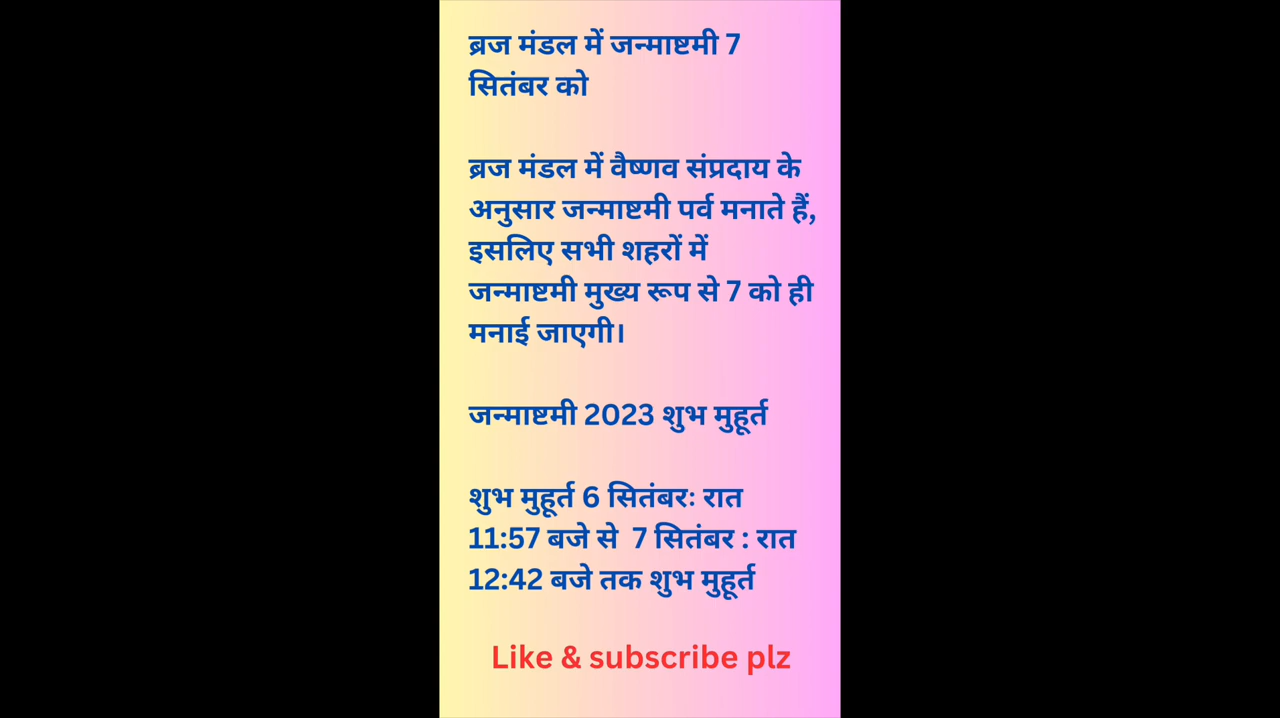 ब्रज मंडल में जन्माष्टमी 7
सितंबर को
ब्रज मंडल में वैष्णव संप्रदाय के
अनुसार जन्माष्टमी पर्व मनाते हैं,
इसलिए सभी शहरों में
जन्माष्टमी मुख्य रूप से 7 को ही
मनाई जाएगी।
जन्माष्टमी 2023 शुभ मुहूर्त
शुभ मुहूर्त 6 सितंबरः रात
11:57 बजे से 7 सितंबर : रात
12:42 बजे तक शुभ मुहूर्त
Like & subscribe plz